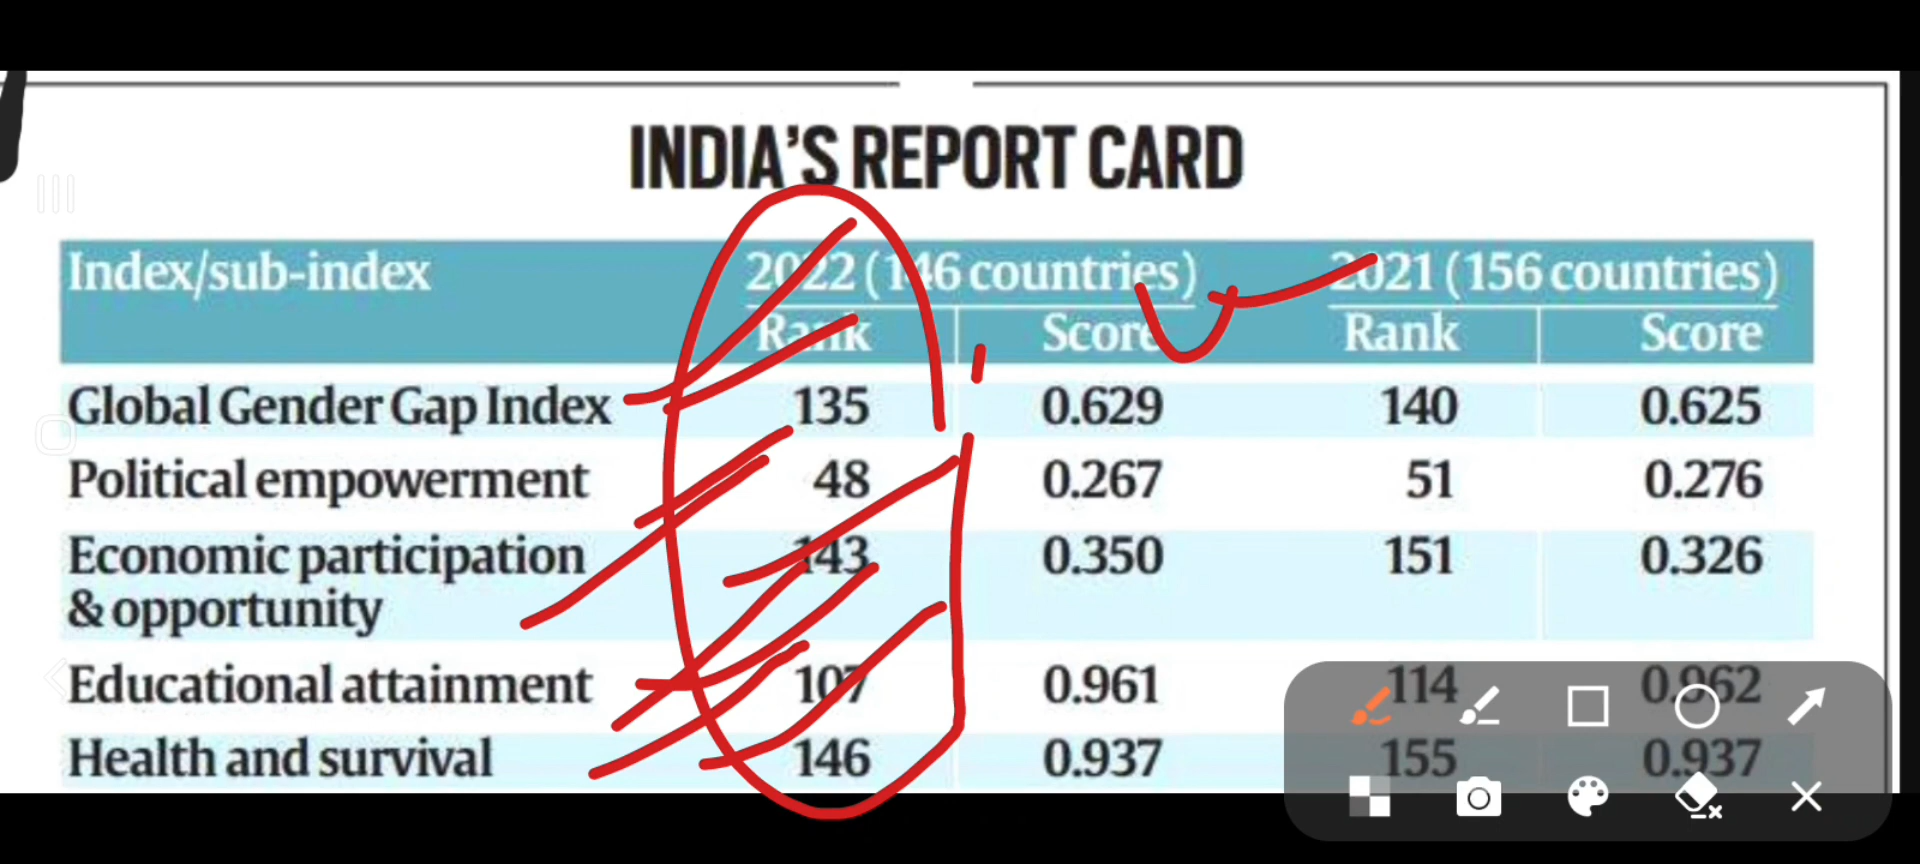 INDIA'S REPORT CARD
Index/sub-index 2022 (146 countries) 2021 (156 countries)
Rank Score Rank Score
Global Gender Gap Index 135 0.629 140 0.625
Political empowerment 48 0.267 51 0.276
Economic participation 143 0.350 151 0.326
& opportunity
Educational attainment 107 0.961 114 0.962
Health and survival 146 0.937 155 0.937